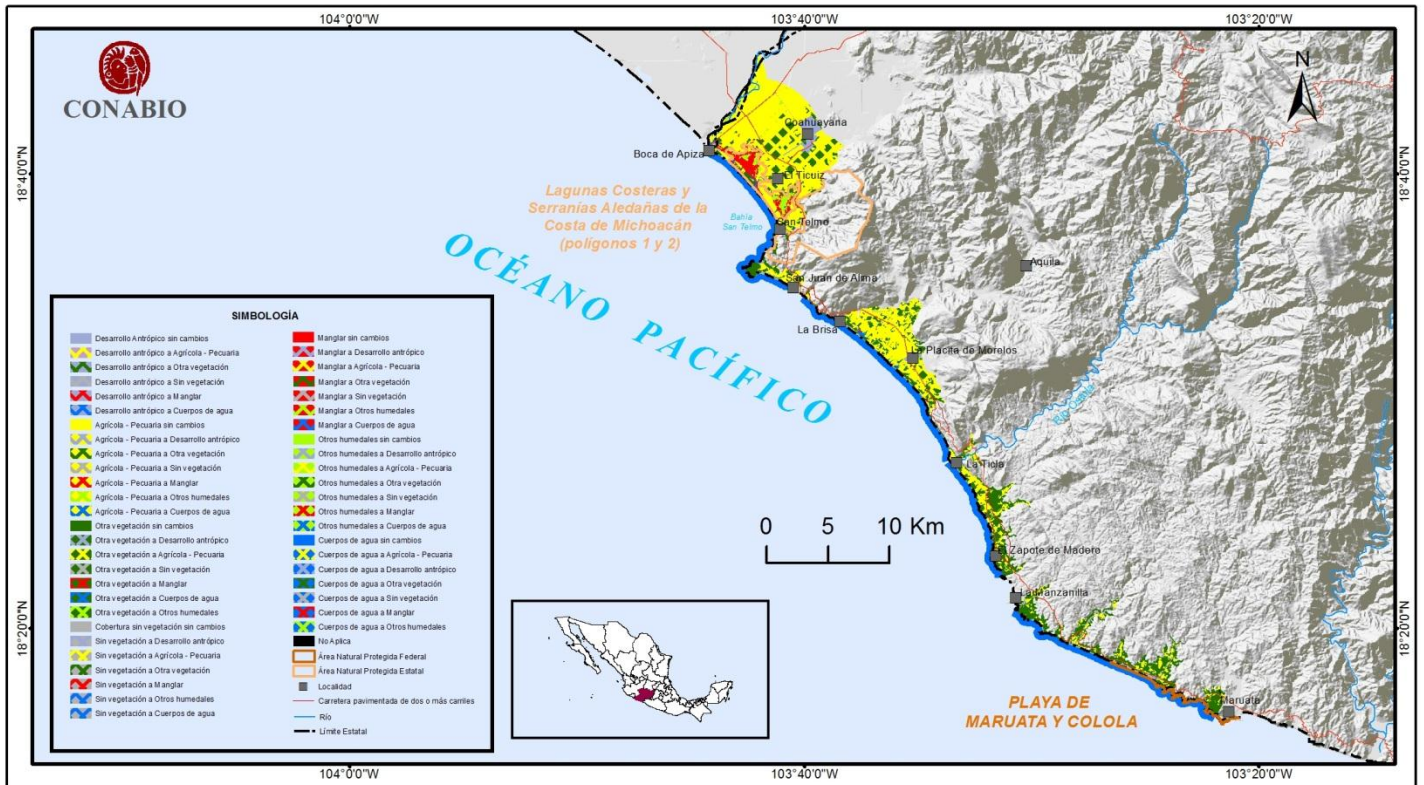 104°0'0"W
103°40'0"W
103°20'0"W
CONABIO
N
18°40'0"N
18°40'0"N
Coahuayana
Boca de Apiza
El Ticuiz
Lagunas Costeras y
Serranías Aledañas de la
Costa de Michoacán
(polígonos 1 y 2)
Bahía
San Telmo
San Telmo
Aquila
San Juan de Alima
OCÉANO PACÍFICO
La Brisa
La Placita de Morelos
Río Ostula
La Ticla
0 5 10 Km
El Zapote de Madero
La Manzanilla
18°20'0"N
18°20'0"N
PLAYA DE
MARUATA Y COLOLA
Maruata
SIMBOLOGÍA
Desarrollo Antrópico sin cambios
Desarrollo antrópico a Agrícola - Pecuaria
Desarrollo antrópico a Otra vegetación
Desarrollo antrópico a Sin vegetación
Desarrollo antrópico a Manglar
Desarrollo antrópico a Cuerpos de agua
Agrícola - Pecuaria sin cambios
Agrícola - Pecuaria a Desarrollo antrópico
Agrícola - Pecuaria a Otra vegetación
Agrícola - Pecuaria a Sin vegetación
Agrícola - Pecuaria a Manglar
Agrícola - Pecuaria a Otros humedales
Agrícola - Pecuaria a Cuerpos de agua
Otra vegetación sin cambios
Otra vegetación a Desarrollo antrópico
Otra vegetación a Agrícola - Pecuaria
Otra vegetación a Sin vegetación
Otra vegetación a Manglar
Otra vegetación a Cuerpos de agua
Otra vegetación a Otros humedales
Cobertura sin vegetación sin cambios
Sin vegetación a Desarrollo antrópico
Sin vegetación a Agrícola - Pecuaria
Sin vegetación a Otra vegetación
Sin vegetación a Manglar
Sin vegetación a Otros humedales
Sin vegetación a Cuerpos de agua
Manglar sin cambios
Manglar a Desarrollo antrópico
Manglar a Agrícola - Pecuaria
Manglar a Otra vegetación
Manglar a Sin vegetación
Manglar a Otros humedales
Manglar a Cuerpos de agua
Otros humedales sin cambios
Otros humedales a Desarrollo antrópico
Otros humedales a Agrícola - Pecuaria
Otros humedales a Otra vegetación
Otros humedales a Sin vegetación
Otros humedales a Manglar
Otros humedales a Cuerpos de agua
Cuerpos de agua sin cambios
Cuerpos de agua a Agrícola - Pecuaria
Cuerpos de agua a Desarrollo antrópico
Cuerpos de agua a Otra vegetación
Cuerpos de agua a Sin vegetación
Cuerpos de agua a Manglar
Cuerpos de agua a Otros humedales
No Aplica
Área Natural Protegida Federal
Área Natural Protegida Estatal
Localidad
Carretera pavimentada de dos o más carriles
Río
Límite Estatal
104°0'0"W
103°40'0"W
103°20'0"W